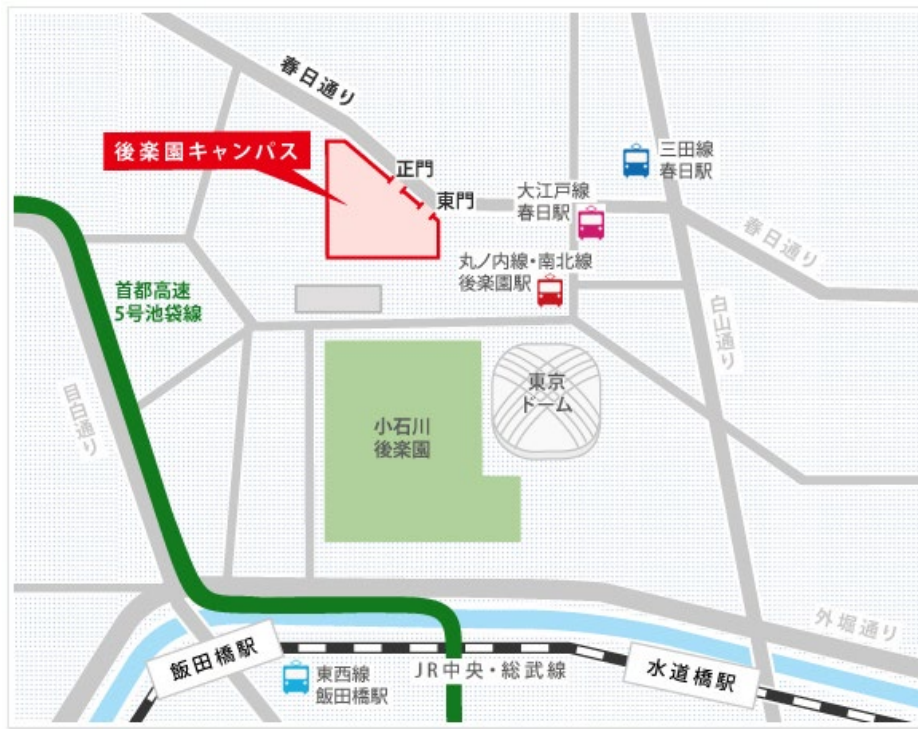 春日通り
後楽園キャンパス
正門
東門
三田線
春日駅
大江戸線
春日駅
春日通り
丸ノ内線・南北線
後楽園駅
首都高速
5号池袋線
白山通り
目白通り
東京
ドーム
小石川
後楽園
外堀通り
飯田橋駅
東西線
飯田橋駅
JR中央・総武線
水道橋駅